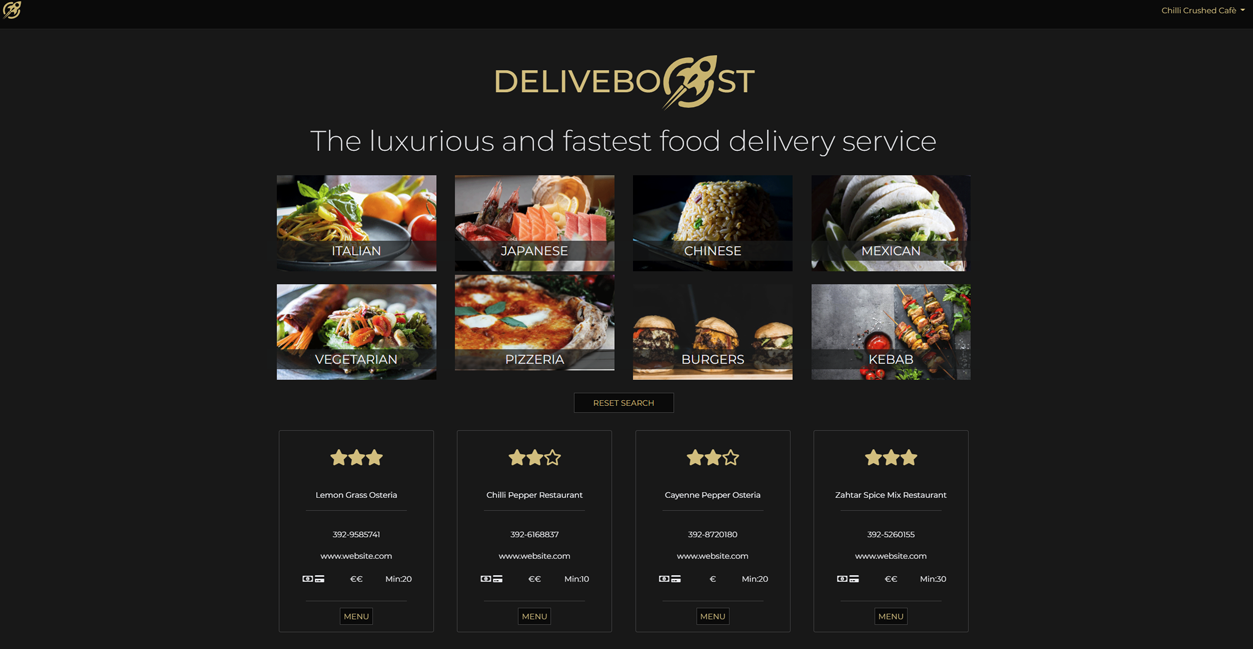 Chilli Crushed Cafè
DELIVEBOOST
The luxurious and fastest food delivery service
ITALIAN
JAPANESE
CHINESE
MEXICAN
VEGETARIAN
PIZZERIA
BURGERS
KEBAB
RESET SEARCH
Lemon Grass Osteria
392-9585741
www.website.com
€€ Min:20
MENU
Chilli Pepper Restaurant
392-6168837
www.website.com
€€ Min:10
MENU
Cayenne Pepper Osteria
392-8720180
www.website.com
€ Min:20
MENU
Zahtar Spice Mix Restaurant
392-5260155
www.website.com
€€ Min:30
MENU